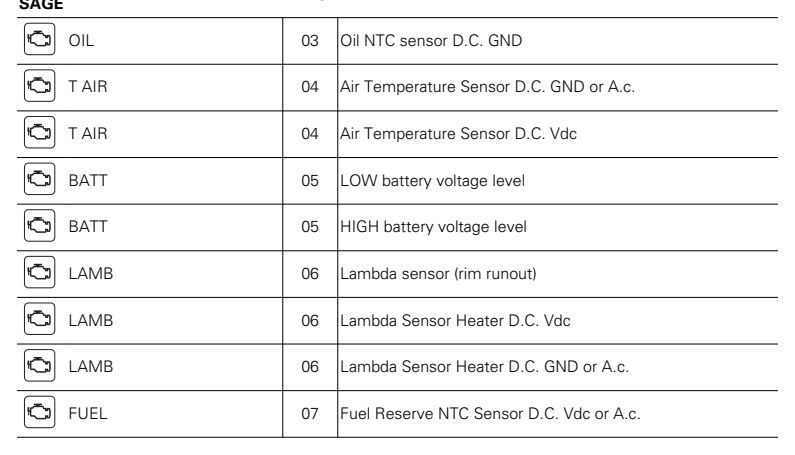 SAGE
OIL 03 Oil NTC sensor D.C. GND
T AIR 04 Air Temperature Sensor D.C. GND or A.c.
T AIR 04 Air Temperature Sensor D.C. Vdc
BATT 05 LOW battery voltage level
BATT 05 HIGH battery voltage level
LAMB 06 Lambda sensor (rim runout)
LAMB 06 Lambda Sensor Heater D.C. Vdc
LAMB 06 Lambda Sensor Heater D.C. GND or A.c.
FUEL 07 Fuel Reserve NTC Sensor D.C. Vdc or A.c.